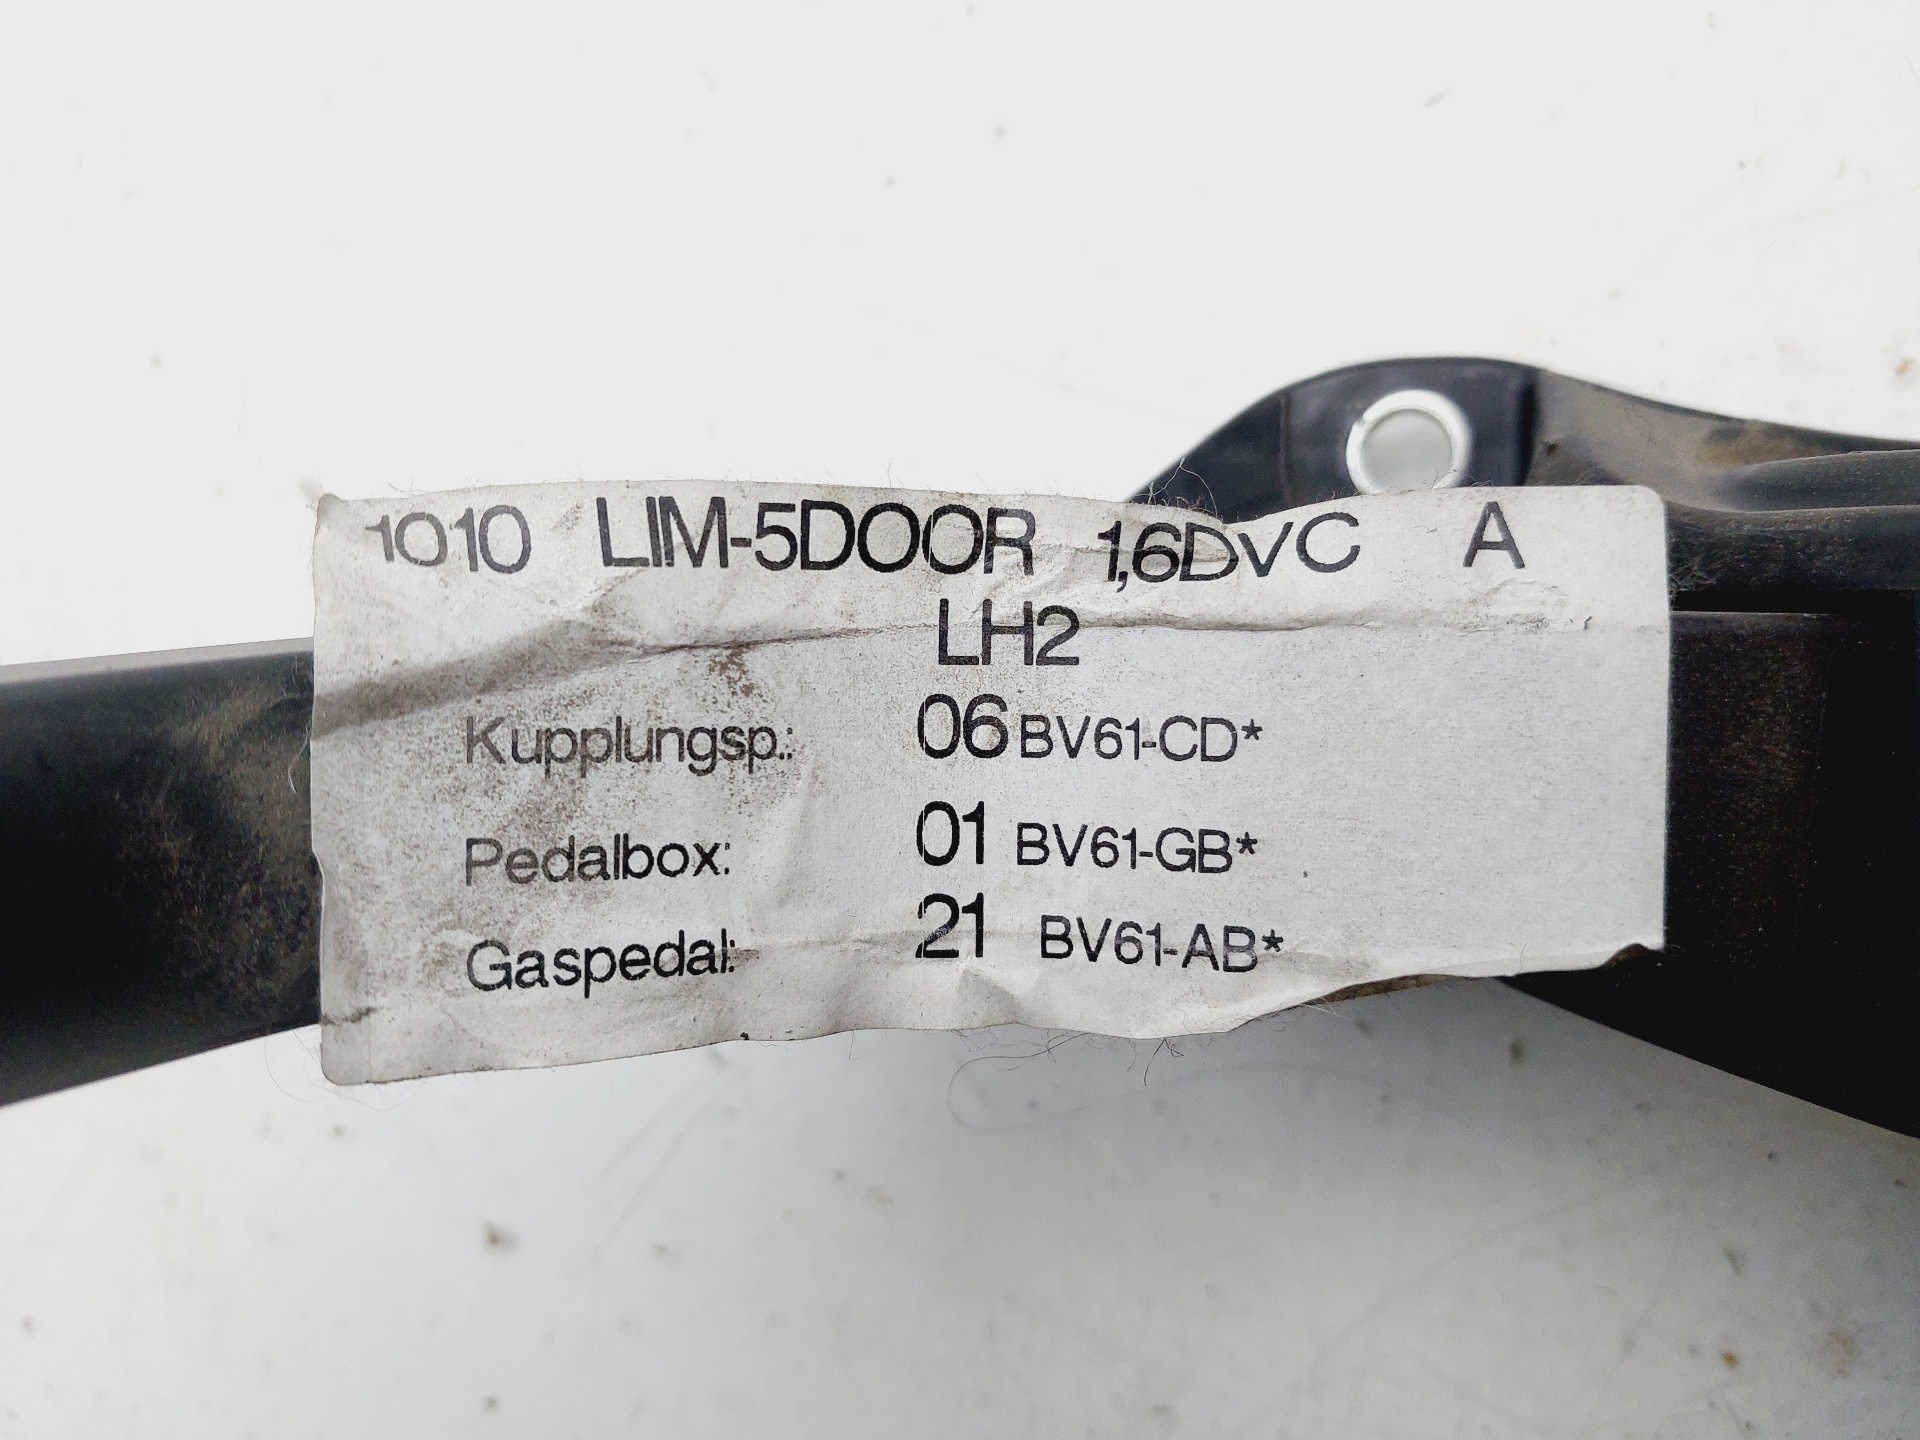 1010 LIM-5DOOR 1,6DVC A
LH2
Kupplungsp.: 06 BV61-CD*
Pedalbox: 01 BV61-GB*
Gaspedal: 21 BV61-AB*